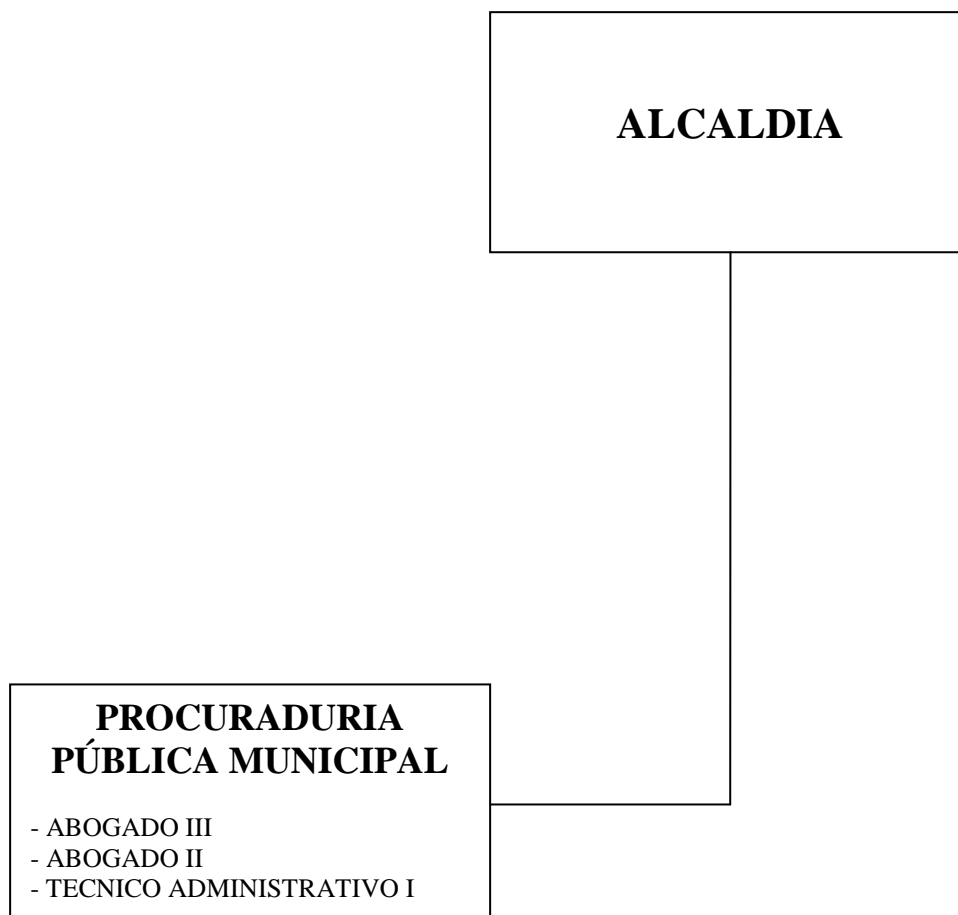 ALCALDIA
PROCURADURIA
PÚBLICA MUNICIPAL
- ABOGADO III
- ABOGADO II
- TECNICO ADMINISTRATIVO I